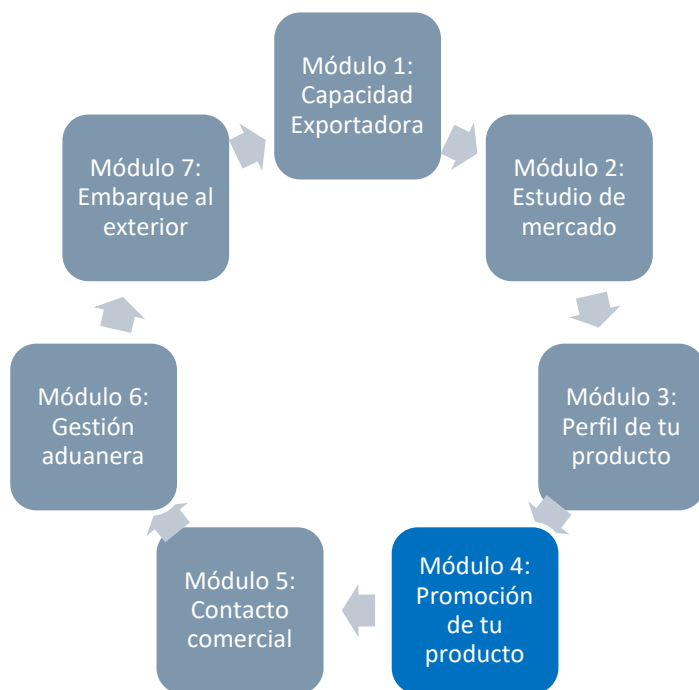 Módulo 1:
Capacidad
Exportadora
Módulo 2:
Estudio de
mercado
Módulo 3:
Perfil de tu
producto
Módulo 4:
Promoción
de tu
producto
Módulo 5:
Contacto
comercial
Módulo 6:
Gestión
aduanera
Módulo 7:
Embarque al
exterior